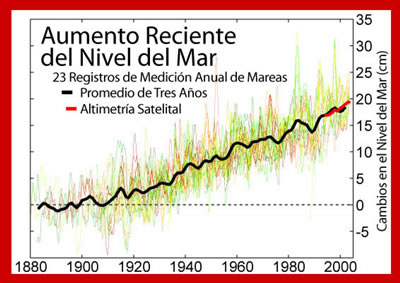 Aumento Reciente
del Nivel del Mar
23 Registros de Medición Anual de Mareas
Promedio de Tres Años
Altimetría Satelital
35
30
25
20
15
10
5
0
-5
Cambios en el Nivel del Mar (cm)
1880 1900 1920 1940 1960 1980 2000